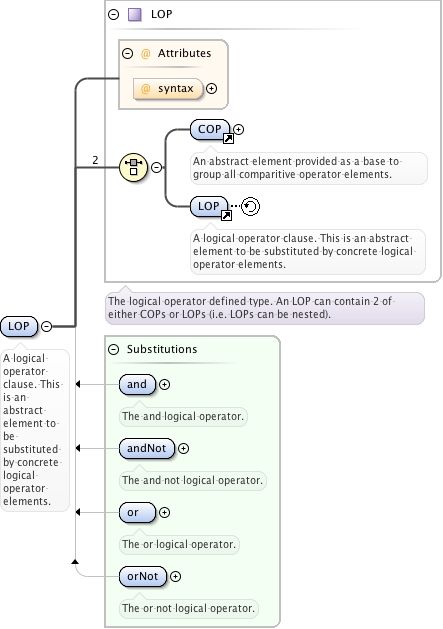 LOP
@ Attributes
@ syntax
2
COP
An abstract element provided as a base to
group all comparitive operator elements.
LOP
A logical operator clause. This is an abstract
element to be substituted by concrete logical
operator elements.
The logical operator defined type. An LOP can contain 2 of
either COPs or LOPs (i.e. LOPs can be nested).
LOP
A logical
operator
clause. This
is an
abstract
element to
be
substituted
by concrete
logical
operator
elements.
Substitutions
and
The and logical operator.
andNot
The and not logical operator.
or
The or logical operator.
orNot
The or not logical operator.